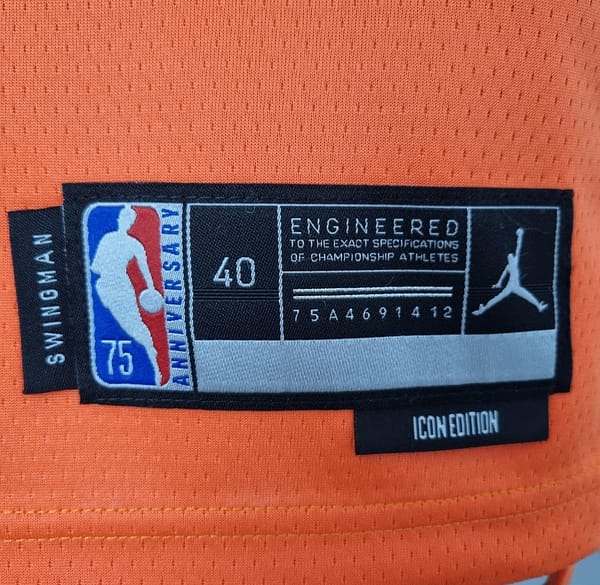 SWINGMAN
75
ANNIVERSARY
40
ENGINEERED
TO THE EXACT SPECIFICATIONS
OF CHAMPIONSHIP ATHLETES
75A4691412
ICON EDITION